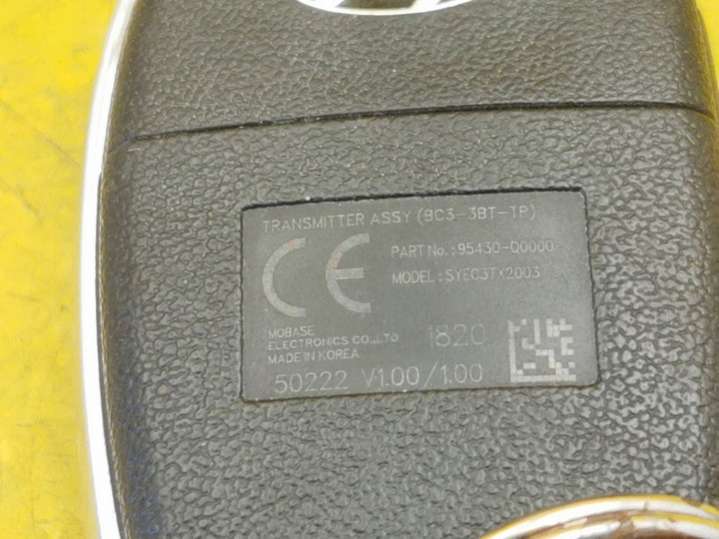 TRANSMITTER ASSY (BC3-3BT-TP)
CE
PART No.:95430-Q0000
MODEL:SYEC3TX2003
MOBASE
ELECTRONICS CO.,LTD
MADE IN KOREA
1820
50222 V1.00/1.00